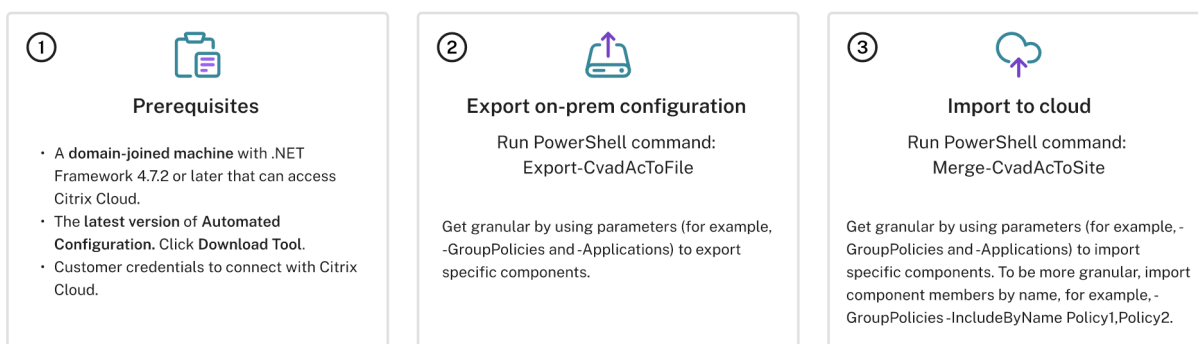 1
Prerequisites
• A domain-joined machine with .NET
Framework 4.7.2 or later that can access
Citrix Cloud.
• The latest version of Automated
Configuration. Click Download Tool.
• Customer credentials to connect with Citrix
Cloud.
2
Export on-prem configuration
Run PowerShell command:
Export-CvadAcToFile
Get granular by using parameters (for example,
-GroupPolicies and -Applications) to export
specific components.
3
Import to cloud
Run PowerShell command:
Merge-CvadAcToSite
Get granular by using parameters (for example, -
GroupPolicies and -Applications) to import
specific components. To be more granular, import
component members by name, for example, -
GroupPolicies -IncludeByName Policy1,Policy2.